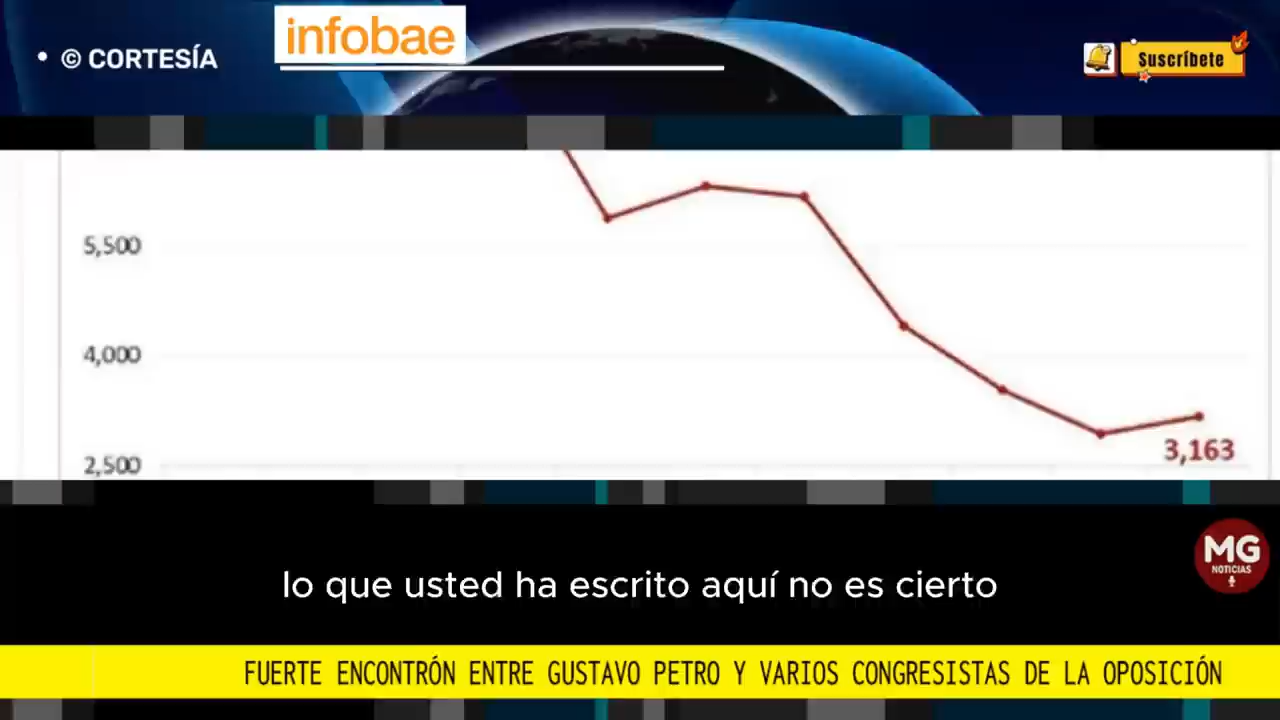 • © CORTESÍA
infobae
Suscríbete
5,500
4,000
2,500
3,163
MG
NOTICIAS
lo que usted ha escrito aquí no es cierto
FUERTE ENCONTRÓN ENTRE GUSTAVO PETRO Y VARIOS CONGRESISTAS DE LA OPOSICIÓN